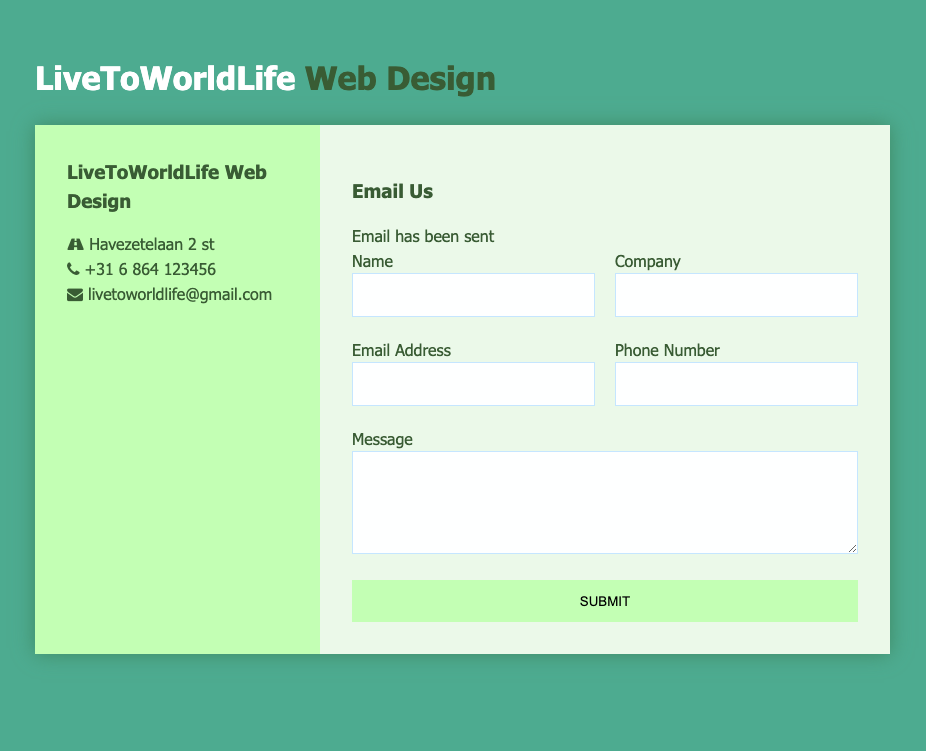 LiveToWorldLife Web Design
LiveToWorldLife Web
Design
Havezetelaan 2 st
+31 6 864 123456
livetoworldlife@gmail.com
Email Us
Email has been sent
Name
Company
Email Address
Phone Number
Message
SUBMIT